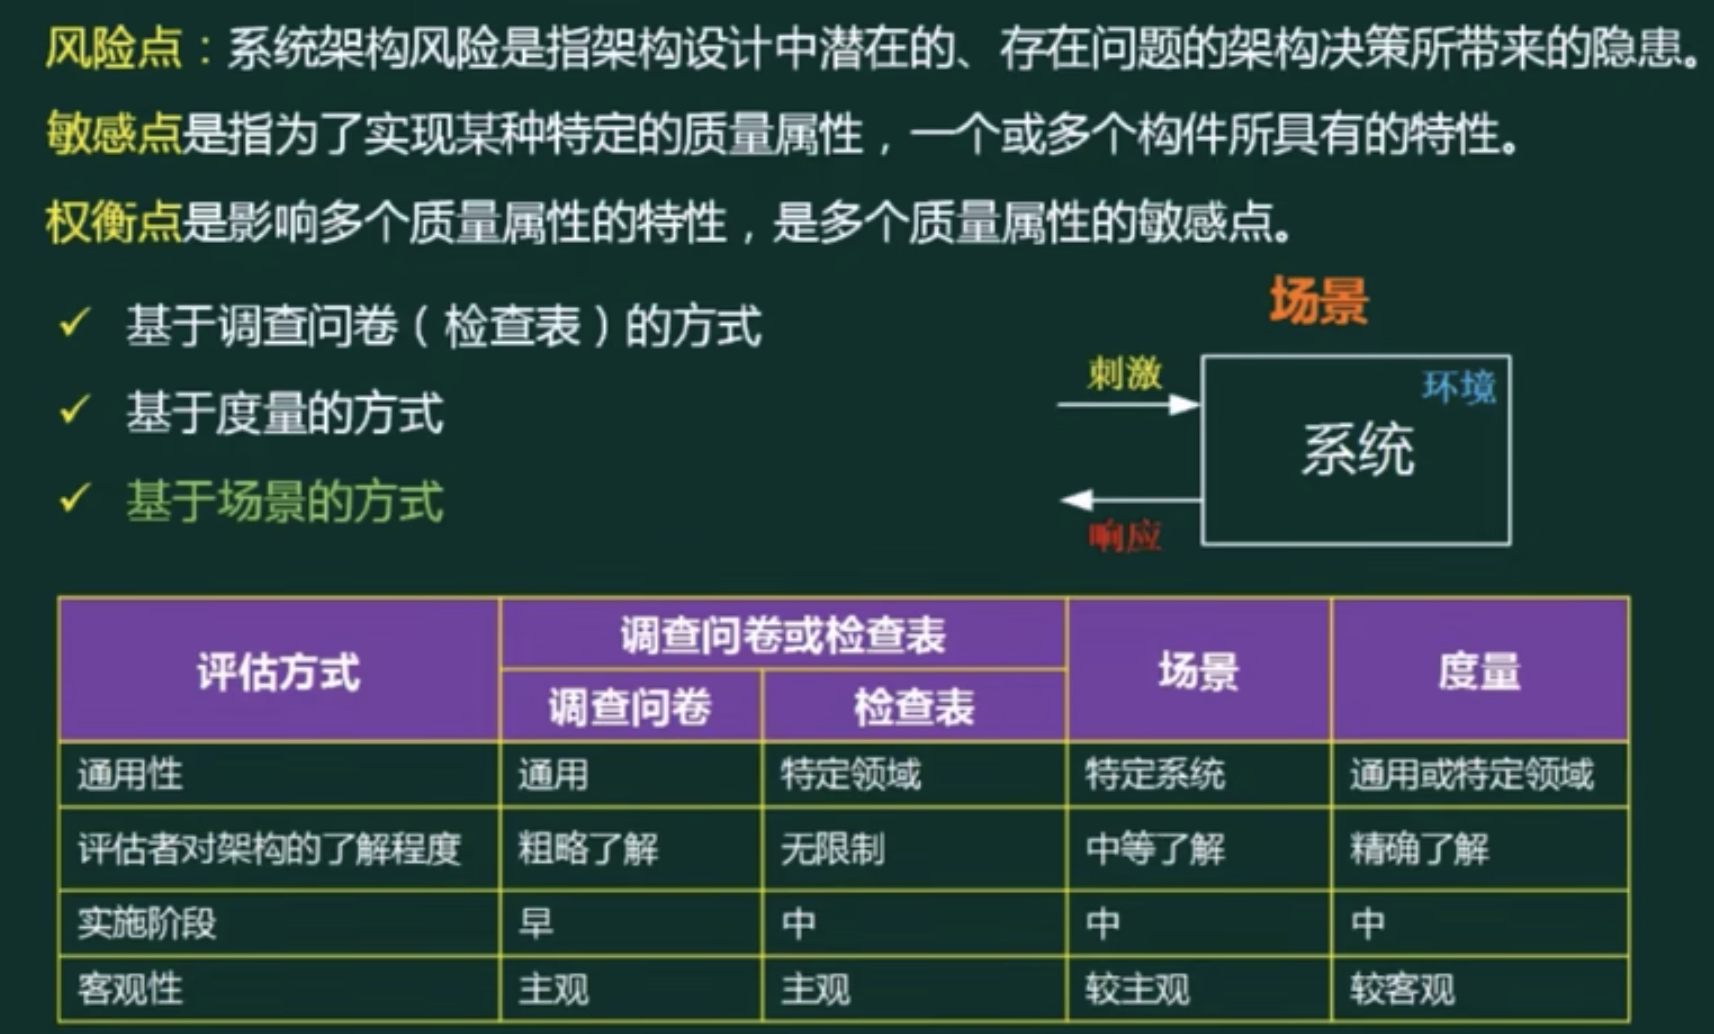 风险点：系统架构风险是指架构设计中潜在的、存在问题的架构决策所带来的隐患。
敏感点是指为了实现某种特定的质量属性，一个或多个构件所具有的特性。
权衡点是影响多个质量属性的特性，是多个质量属性的敏感点。
✓ 基于调查问卷（检查表）的方式
✓ 基于度量的方式
✓ 基于场景的方式
场景
刺激
环境
系统
响应
评估方式 调查问卷或检查表 场景 度量
调查问卷 检查表
通用性 通用 特定领域 特定系统 通用或特定领域
评估者对架构的了解程度 粗略了解 无限制 中等了解 精确了解
实施阶段 早 中 中 中
客观性 主观 主观 较主观 较客观